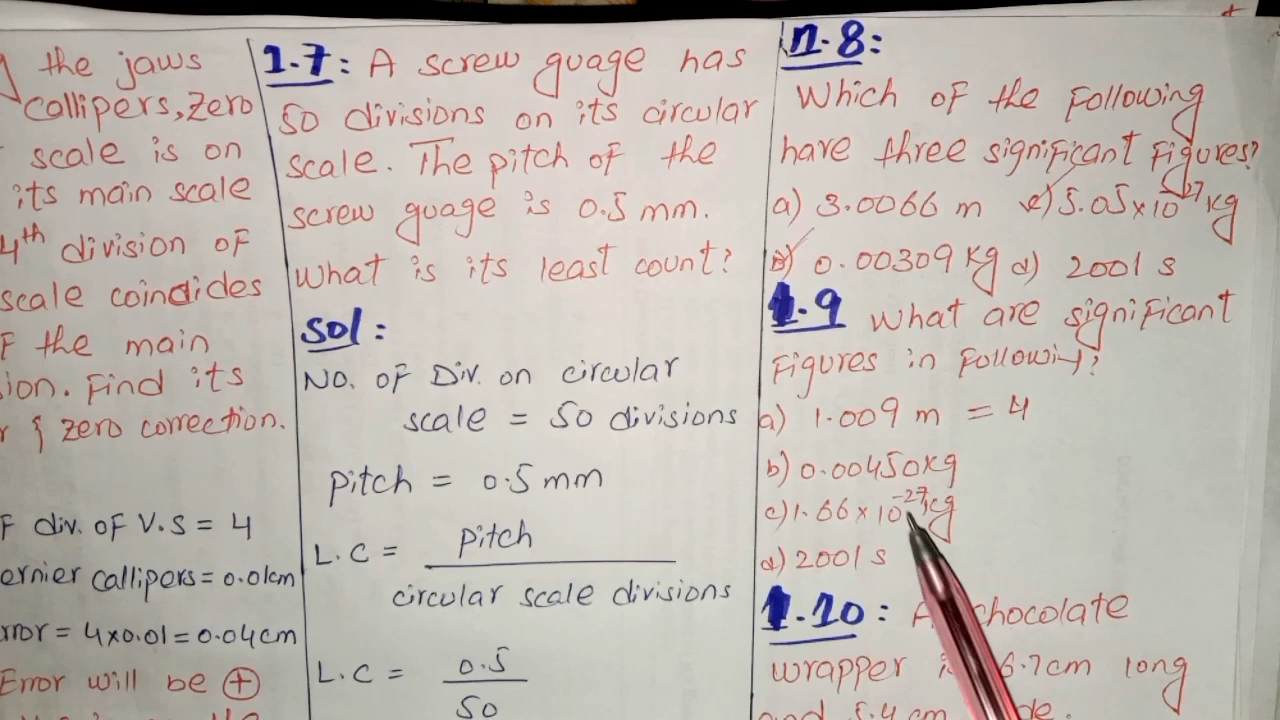 the jaws
callipers, zero
scale is on
its main scale
4th division of
scale coincides
the main
Find its
& zero correction.
div. of V.S = 4
callipers = 0.01cm
= 4x0.01 = 0.04cm
Error will be ⊕
1.7: A screw guage has
50 divisions on its circular
scale. The pitch of the
screw guage is 0.5 mm.
What is its least count?
Sol:
No. of Div. on circular
scale = 50 divisions
pitch = 0.5 mm
L.C = pitch
circular scale divisions
L.C = 0.5
50
1.8:
Which of the following
have three significant figures?
a) 3.0066 m c) 5.05x10-27 kg
b) 0.00309 kg d) 2001 s
1.9 What are significant
figures in following?
a) 1.009 m = 4
b) 0.00450kg
c) 1.66 x 10-27 kg
d) 2001 s
1.10: A chocolate
wrapper is 6.7cm long
and 5.4 cm